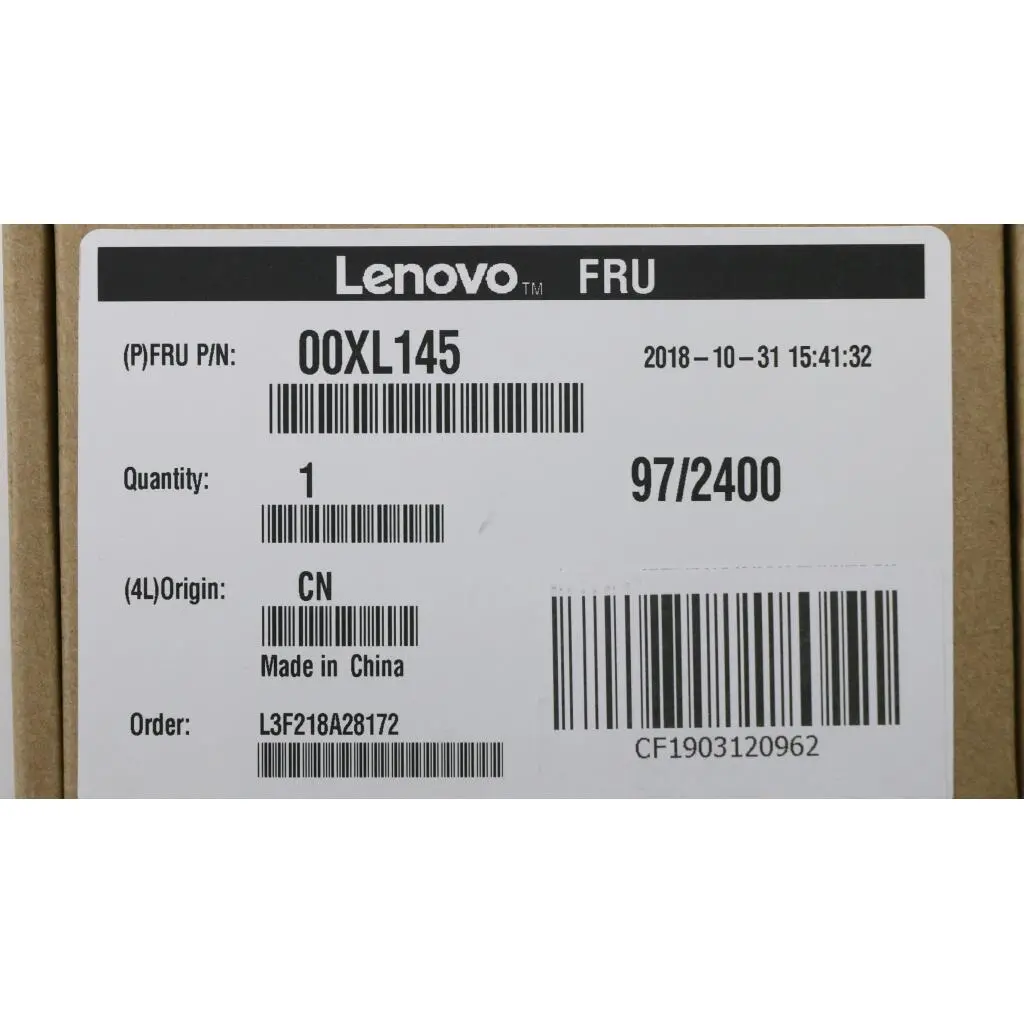 Lenovo™ FRU
(P)FRU P/N: 00XL145 2018-10-31 15:41:32
Quantity: 1 97/2400
(4L)Origin: CN
Made in China
Order: L3F218A28172
CF1903120962